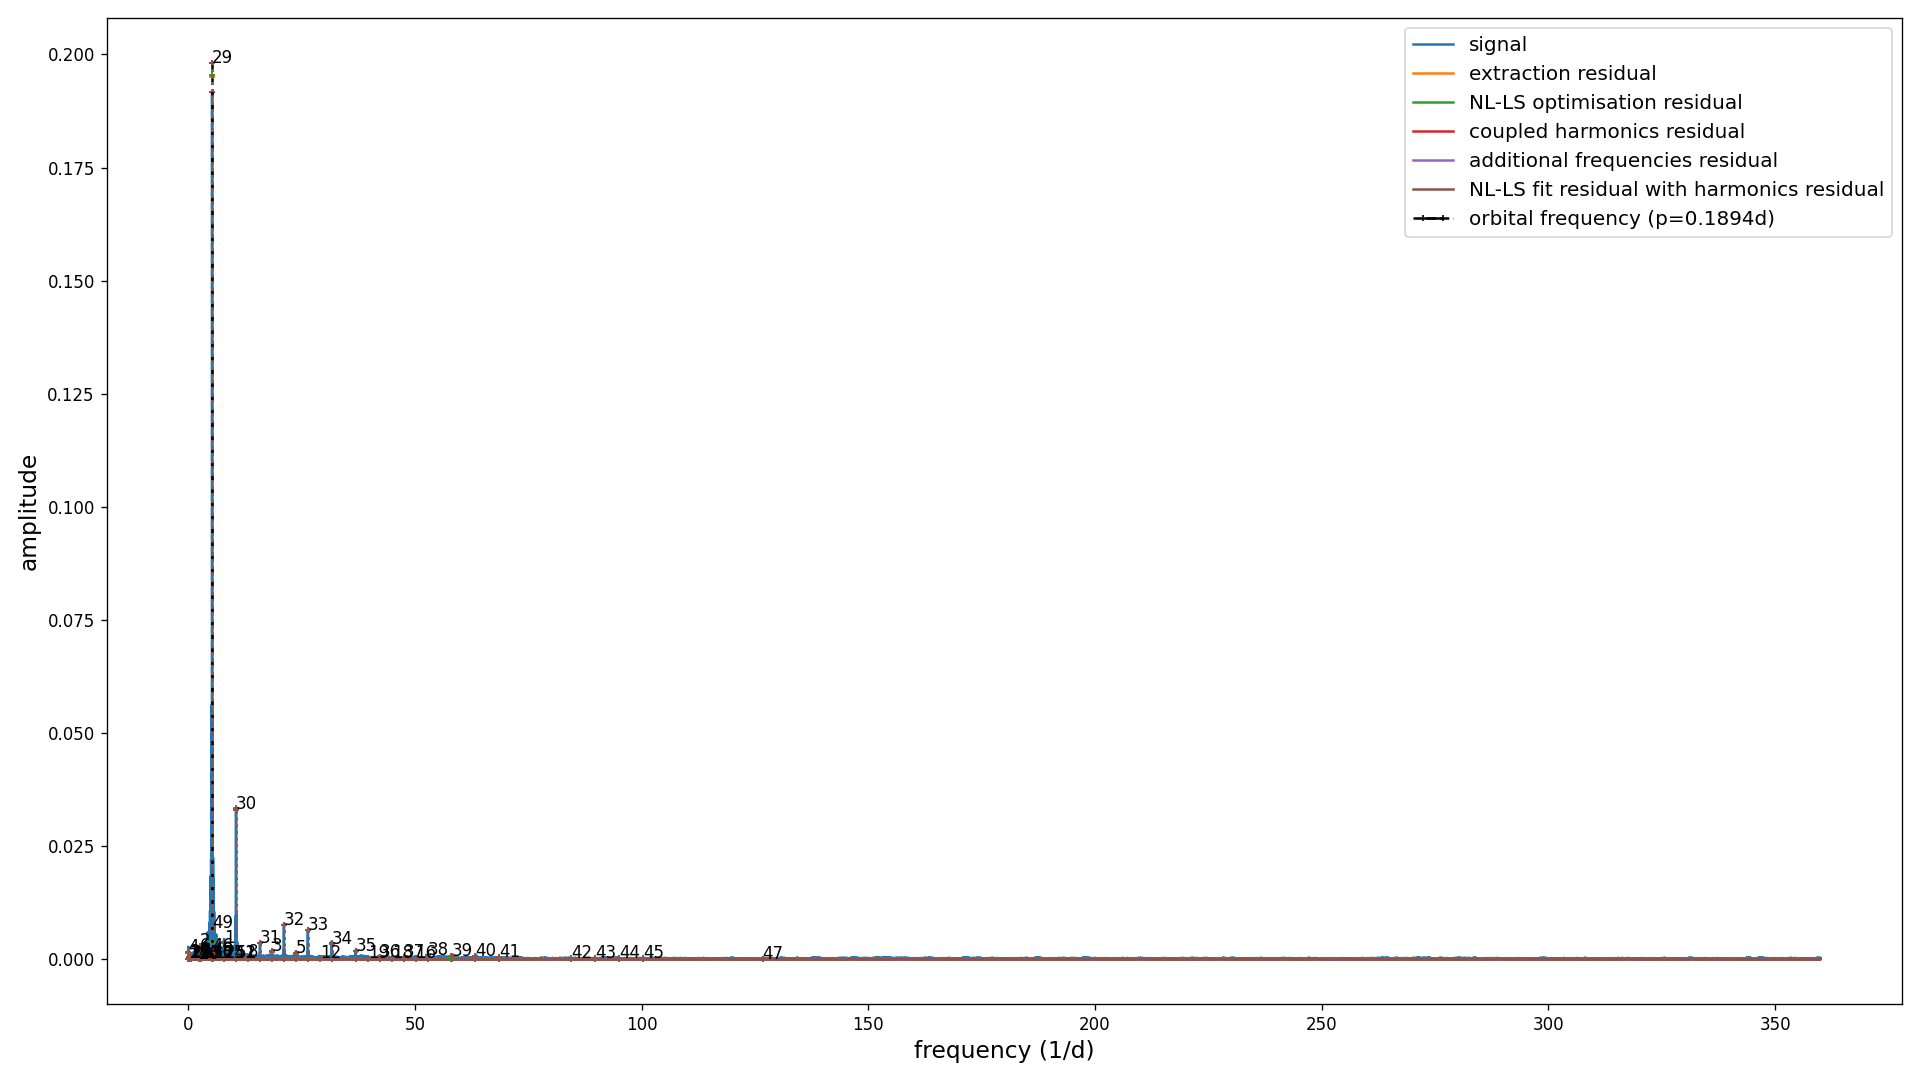 signal
extraction residual
NL-LS optimisation residual
coupled harmonics residual
additional frequencies residual
NL-LS fit residual with harmonics residual
orbital frequency (p=0.1894d)
amplitude
0.200
0.175
0.150
0.125
0.100
0.075
0.050
0.025
0.000
29
30
49
31
32
33
34
35
5
12
38
39
40
41
42
43
44
45
47
0 50 100 150 200 250 300 350
frequency (1/d)